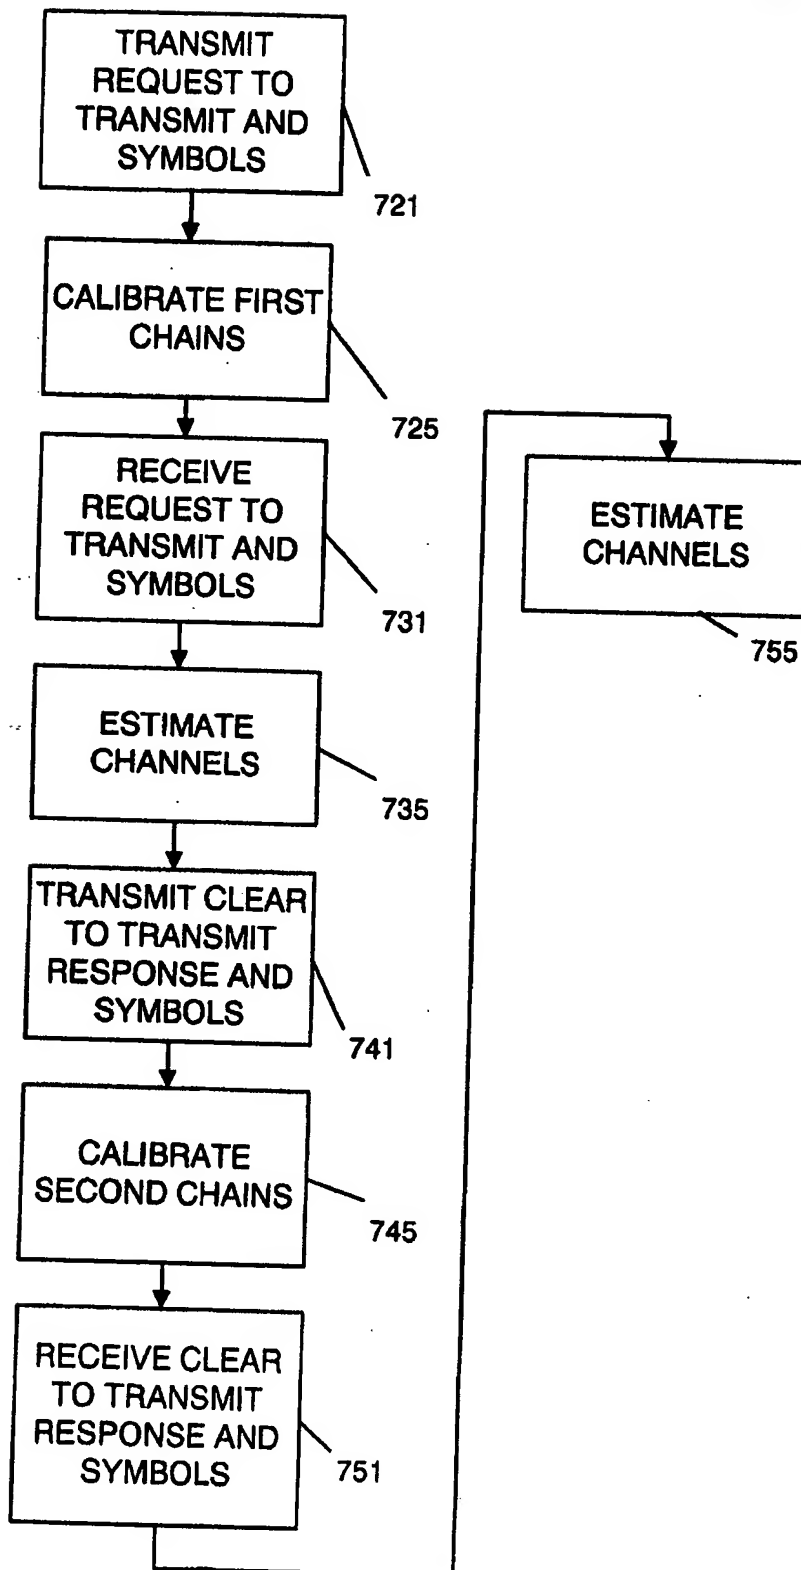 TRANSMIT
REQUEST TO
TRANSMIT AND
SYMBOLS
721
CALIBRATE FIRST
CHAINS
725
RECEIVE
REQUEST TO
TRANSMIT AND
SYMBOLS
731
ESTIMATE
CHANNELS
735
TRANSMIT CLEAR
TO TRANSMIT
RESPONSE AND
SYMBOLS
741
CALIBRATE
SECOND CHAINS
745
RECEIVE CLEAR
TO TRANSMIT
RESPONSE AND
SYMBOLS
751
ESTIMATE
CHANNELS
755